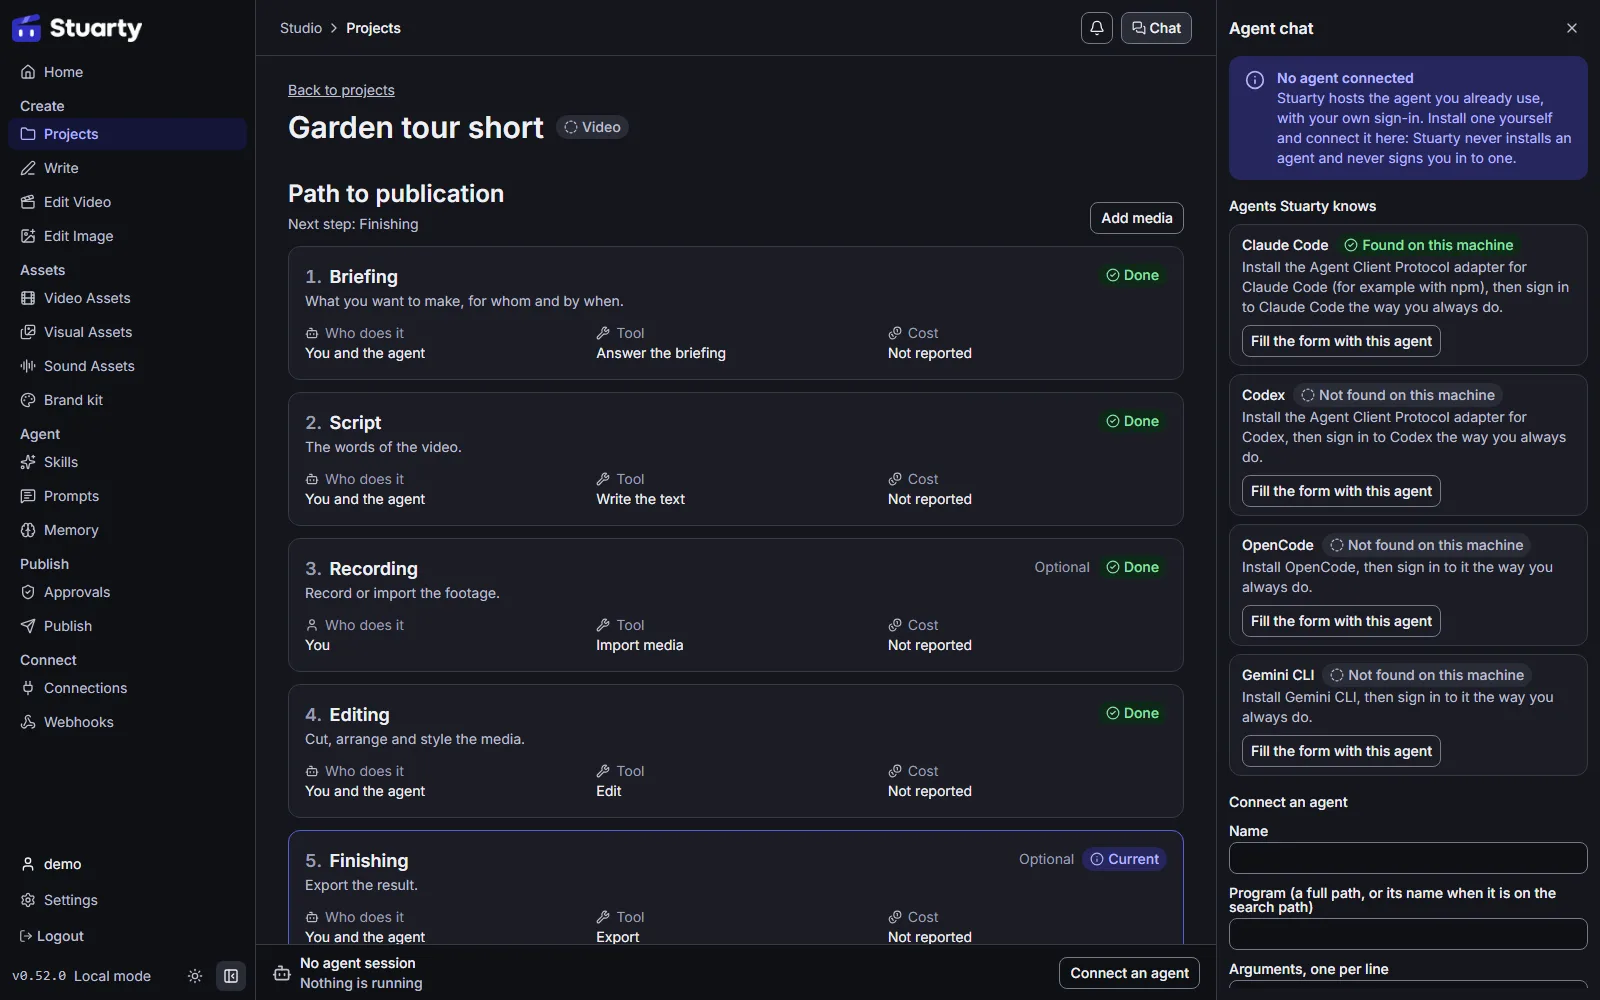 Stuarty
Home
Create
Projects
Write
Edit Video
Edit Image
Assets
Video Assets
Visual Assets
Sound Assets
Brand kit
Agent
Skills
Prompts
Memory
Publish
Approvals
Publish
Connect
Connections
Webhooks
demo
Settings
Logout
v0.52.0 Local mode
Studio > Projects
Chat
Back to projects
Garden tour short Video
Path to publication
Next step: Finishing
Add media
1. Briefing
Done
What you want to make, for whom and by when.
Who does it Tool Cost
You and the agent Answer the briefing Not reported
2. Script
Done
The words of the video.
Who does it Tool Cost
You and the agent Write the text Not reported
3. Recording
Optional Done
Record or import the footage.
Who does it Tool Cost
You Import media Not reported
4. Editing
Done
Cut, arrange and style the media.
Who does it Tool Cost
You and the agent Edit Not reported
5. Finishing
Optional Current
Export the result.
Who does it Tool Cost
You and the agent Export Not reported
No agent session
Nothing is running
Connect an agent
Agent chat
No agent connected
Stuarty hosts the agent you already use,
with your own sign-in. Install one yourself
and connect it here: Stuarty never installs an
agent and never signs you in to one.
Agents Stuarty knows
Claude Code Found on this machine
Install the Agent Client Protocol adapter for
Claude Code (for example with npm), then sign in
to Claude Code the way you always do.
Fill the form with this agent
Codex Not found on this machine
Install the Agent Client Protocol adapter for
Codex, then sign in to Codex the way you always
do.
Fill the form with this agent
OpenCode Not found on this machine
Install OpenCode, then sign in to it the way you
always do.
Fill the form with this agent
Gemini CLI Not found on this machine
Install Gemini CLI, then sign in to it the way you
always do.
Fill the form with this agent
Connect an agent
Name
Program (a full path, or its name when it is on the
search path)
Arguments, one per line